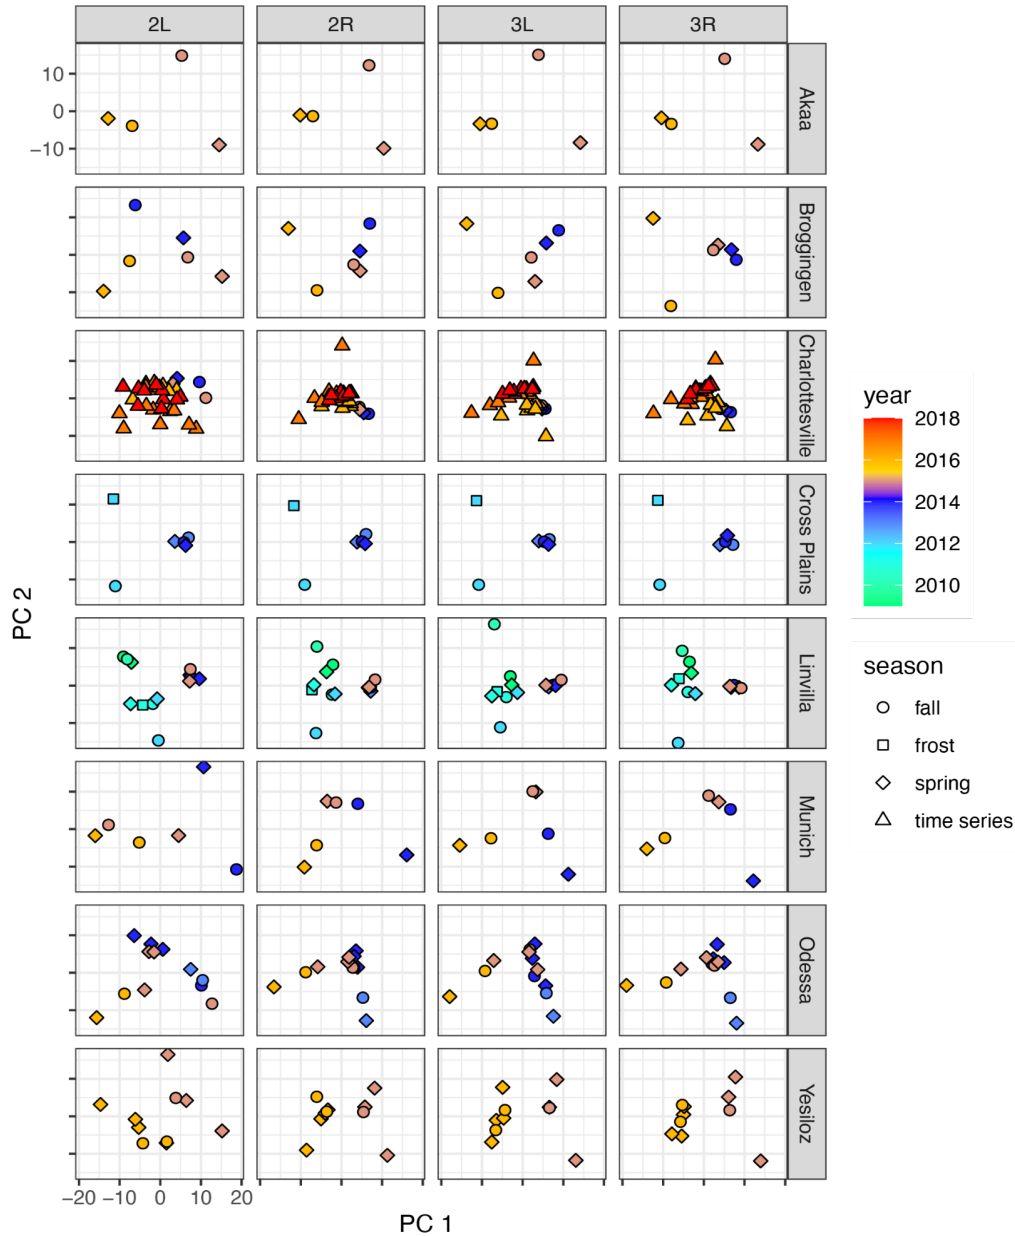 2L 2R 3L 3R
10
0
−10
Akaa
Broggingen
Charlottesville
Cross Plains
Linvilla
Munich
Odessa
Yesiloz
PC 2
−20 −10 0 10 20
PC 1
year
2018
2016
2014
2012
2010
season
fall
frost
spring
time series